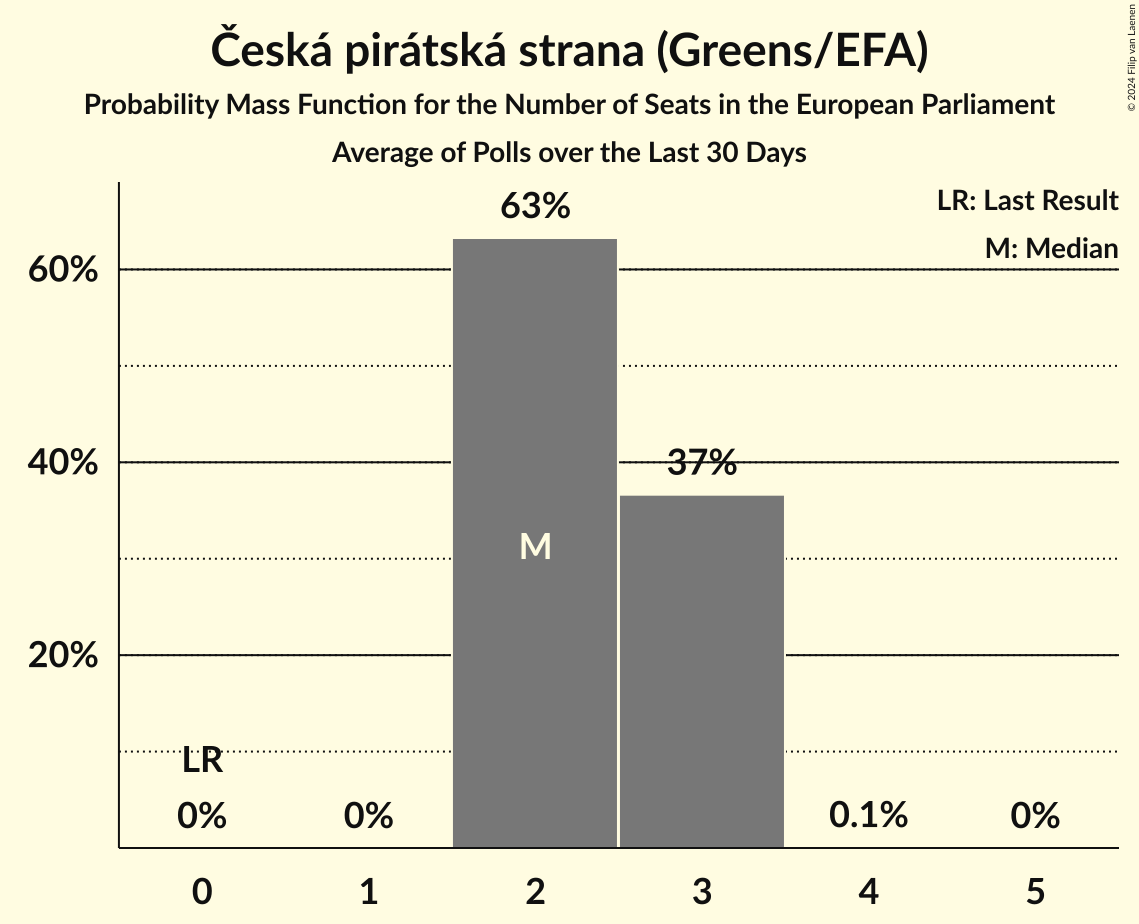 Česká pirátská strana (Greens/EFA)
Probability Mass Function for the Number of Seats in the European Parliament
Average of Polls over the Last 30 Days
© 2024 Filip van Laenen
LR: Last Result
M: Median
63%
60%
40%
37%
M
20%
LR
0%
0%
0.1%
0%
0
1
2
3
4
5